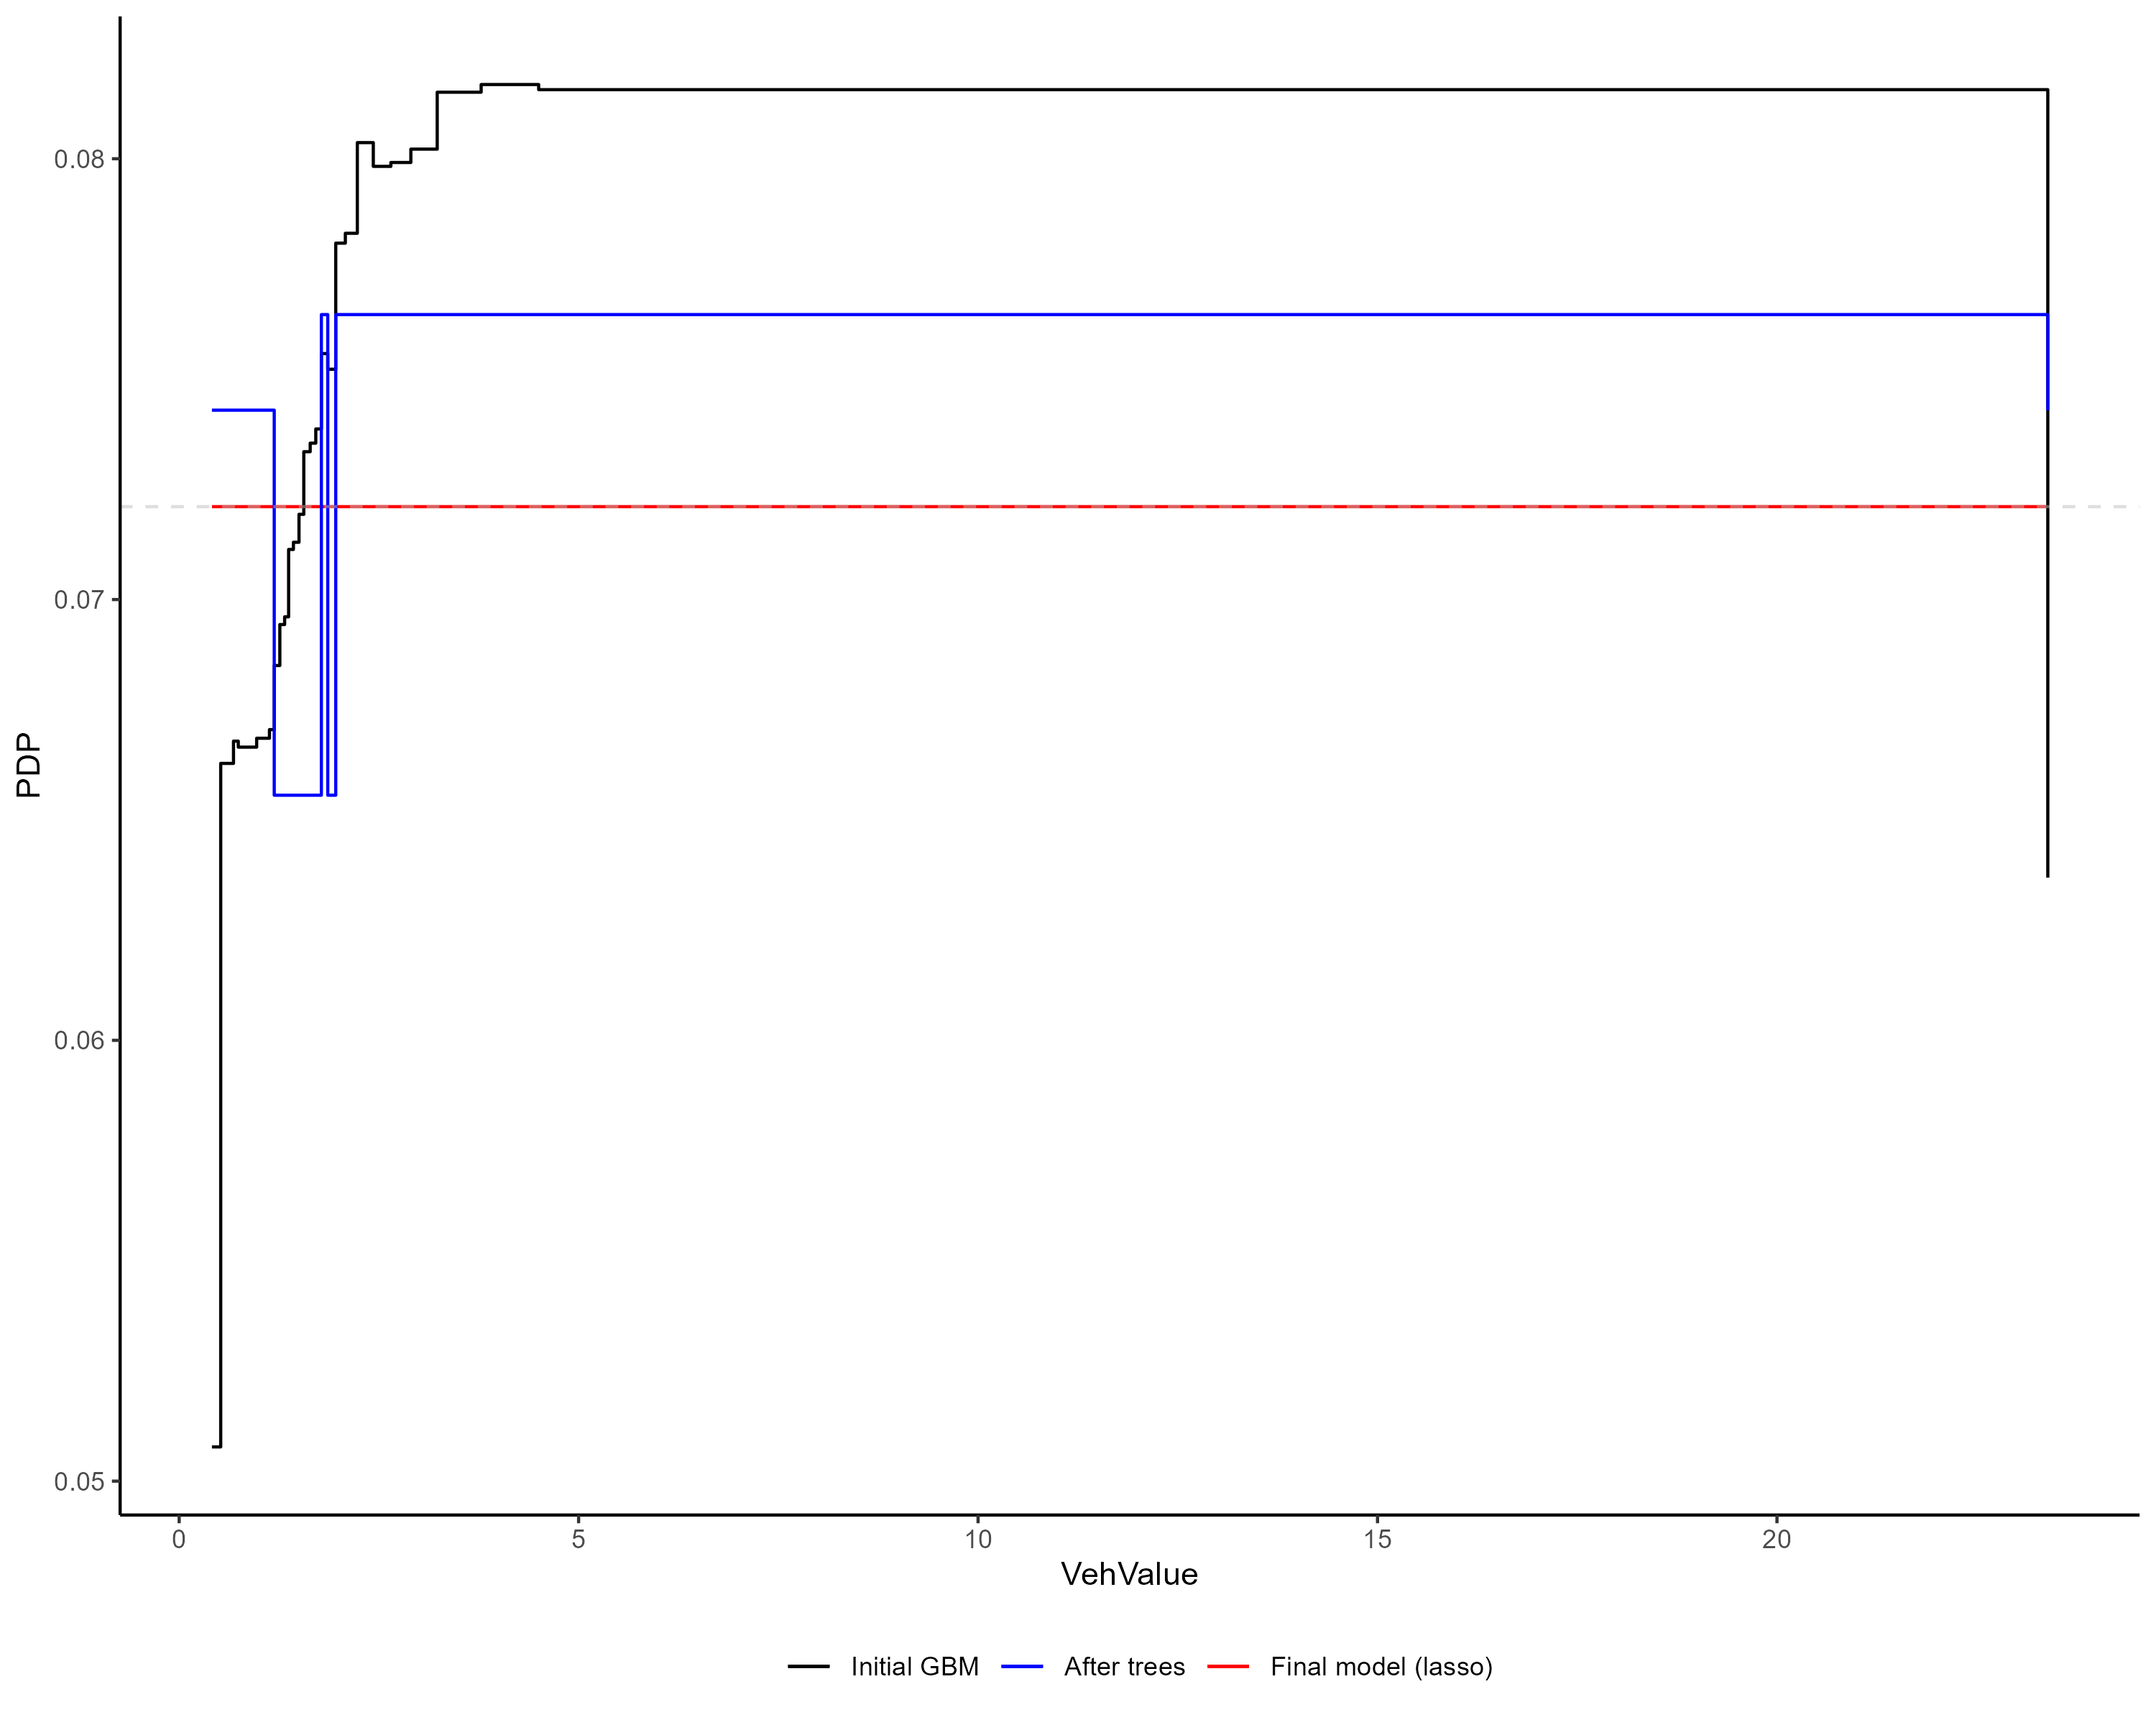 PDP
0.08
0.07
0.06
0.05
0 5 10 15 20
VehValue
Initial GBM After trees Final model (lasso)